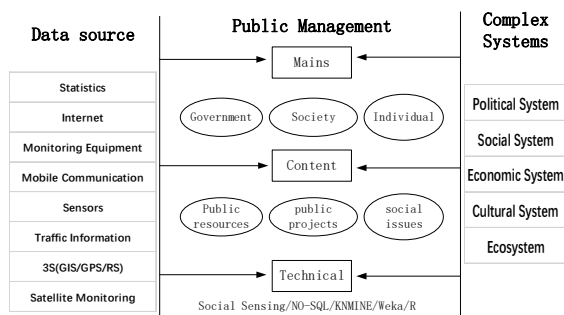 Data source
Statistics
Internet
Monitoring Equipment
Mobile Communication
Sensors
Traffic Information
3S(GIS/GPS/RS)
Satellite Monitoring
Public Management
Mains
Government
Society
Individual
Content
Public
resources
public
projects
social
issues
Technical
Social Sensing/NO-SQL/KNMINE/Weka/R
Complex
Systems
Political System
Social System
Economic System
Cultural System
Ecosystem